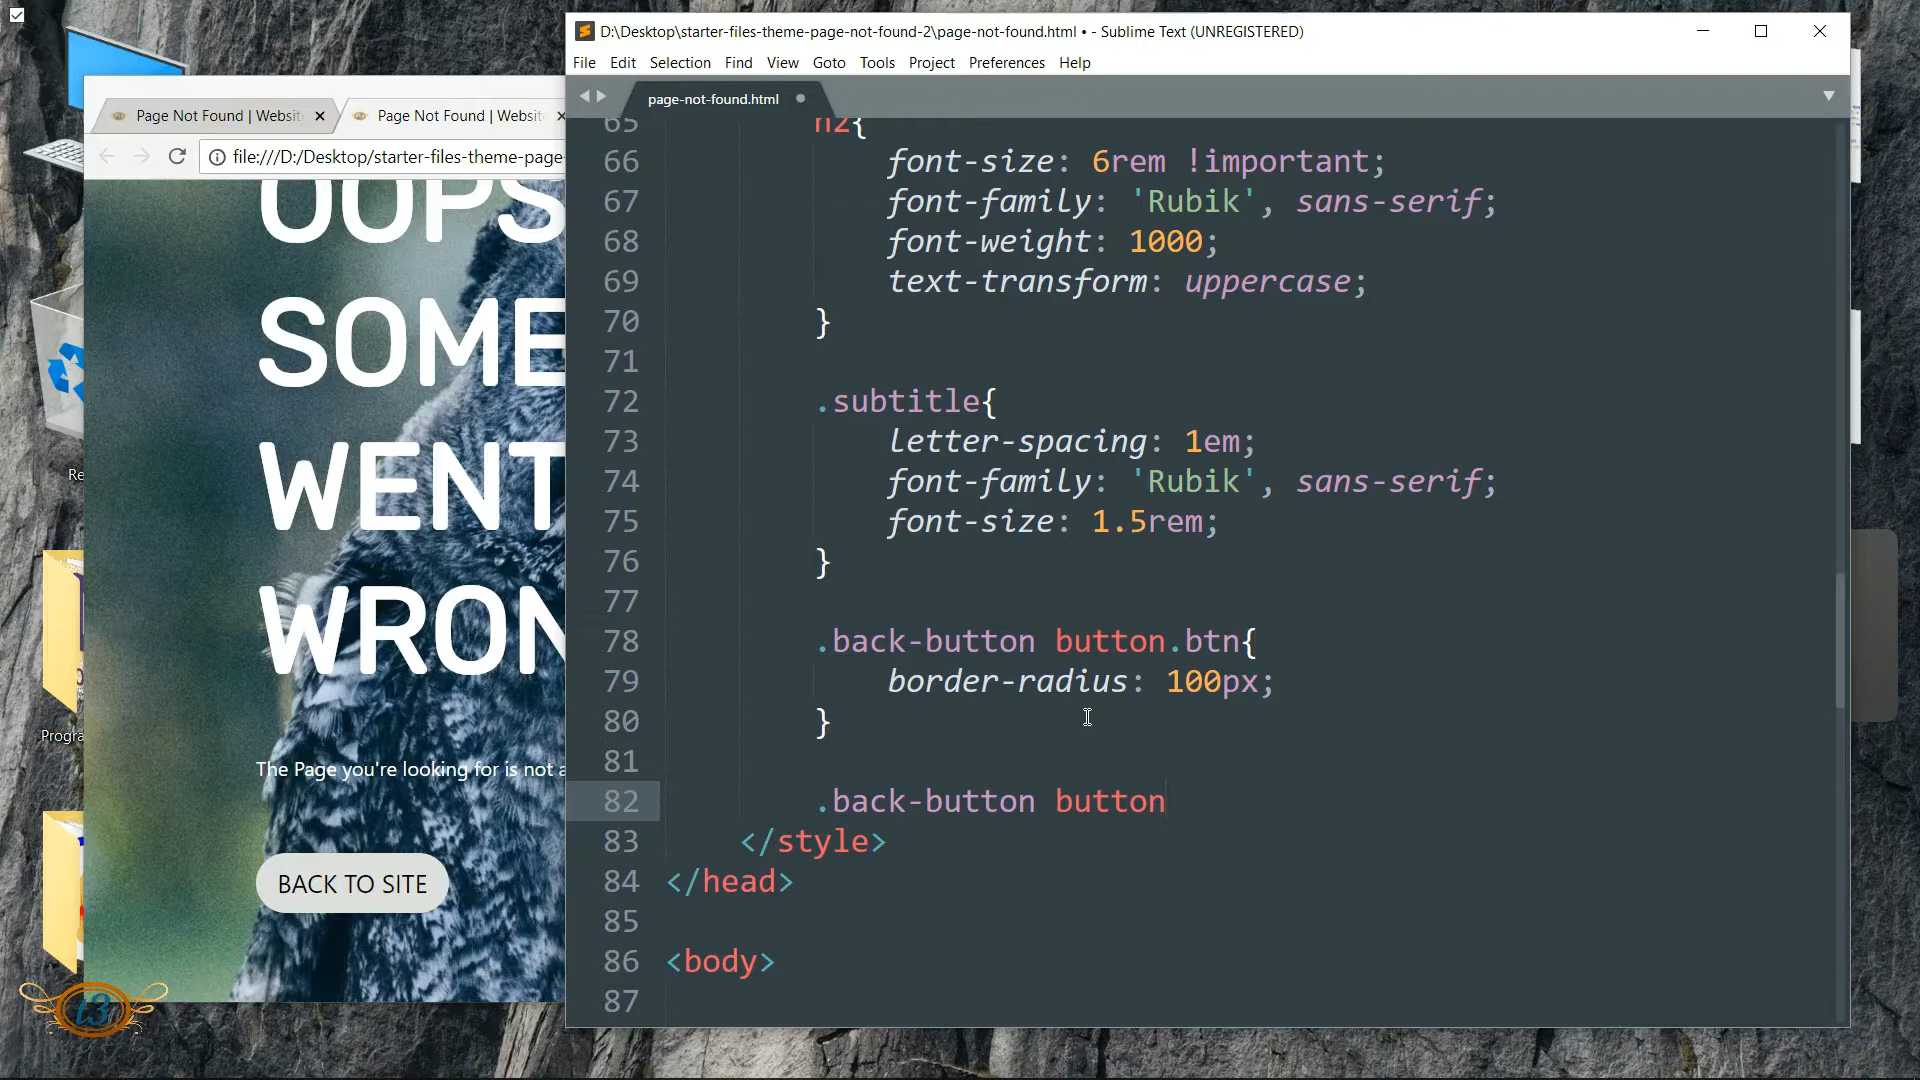 D:\Desktop\starter-files-theme-page-not-found-2\page-not-found.html • - Sublime Text (UNREGISTERED)
File Edit Selection Find View Goto Tools Project Preferences Help
page-not-found.html
Page Not Found | Websit
Page Not Found | Websit
file:///D:/Desktop/starter-files-theme-page-
OOPS
SOME
WENT
WRON
The Page you're looking for is not a
BACK TO SITE
Re
Progra
t3
65 h2{
66 font-size: 6rem !important;
67 font-family: 'Rubik', sans-serif;
68 font-weight: 1000;
69 text-transform: uppercase;
70 }
71
72 .subtitle{
73 letter-spacing: 1em;
74 font-family: 'Rubik', sans-serif;
75 font-size: 1.5rem;
76 }
77
78 .back-button button.btn{
79 border-radius: 100px;
80 }
81
82 .back-button button
83 </style>
84 </head>
85
86 <body>
87